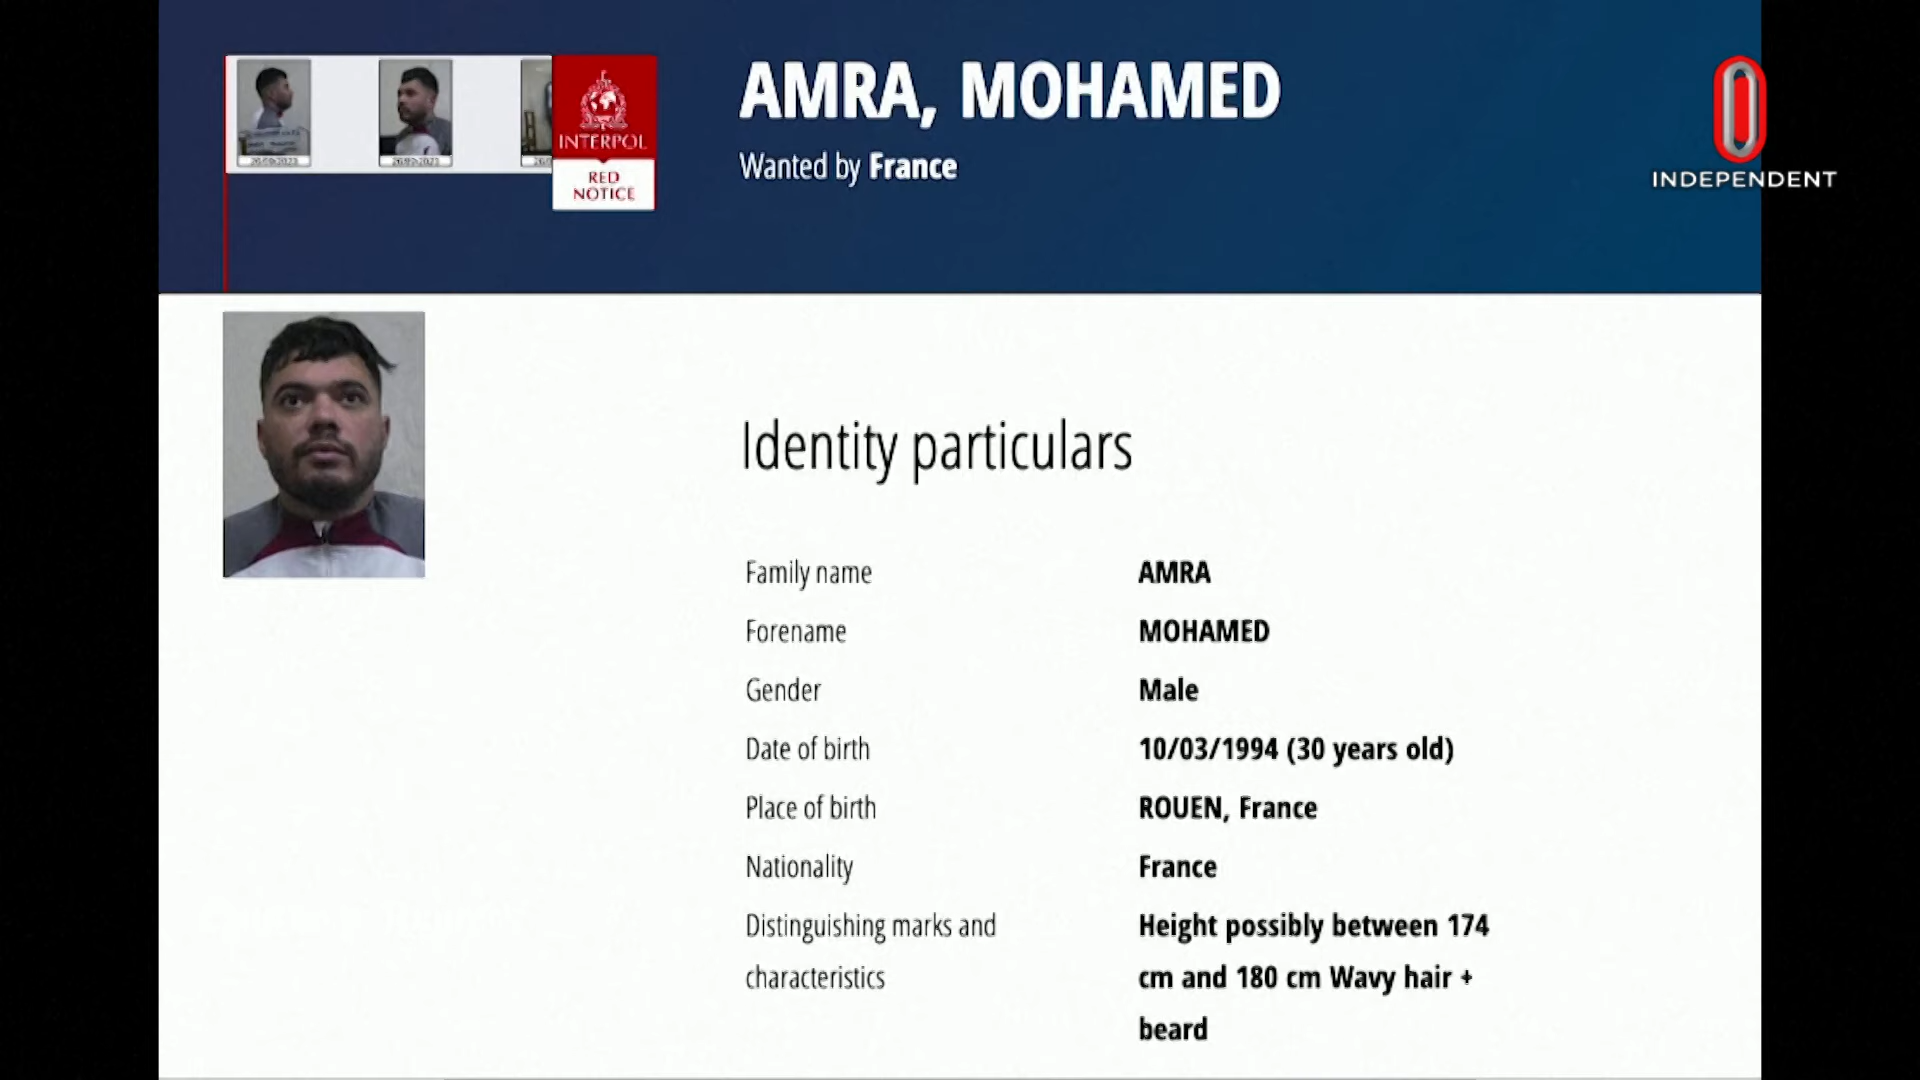 AMRA, MOHAMED
Wanted by France
INTERPOL
RED
NOTICE
INDEPENDENT
Identity particulars
Family name AMRA
Forename MOHAMED
Gender Male
Date of birth 10/03/1994 (30 years old)
Place of birth ROUEN, France
Nationality France
Distinguishing marks and Height possibly between 174
characteristics cm and 180 cm Wavy hair +
beard